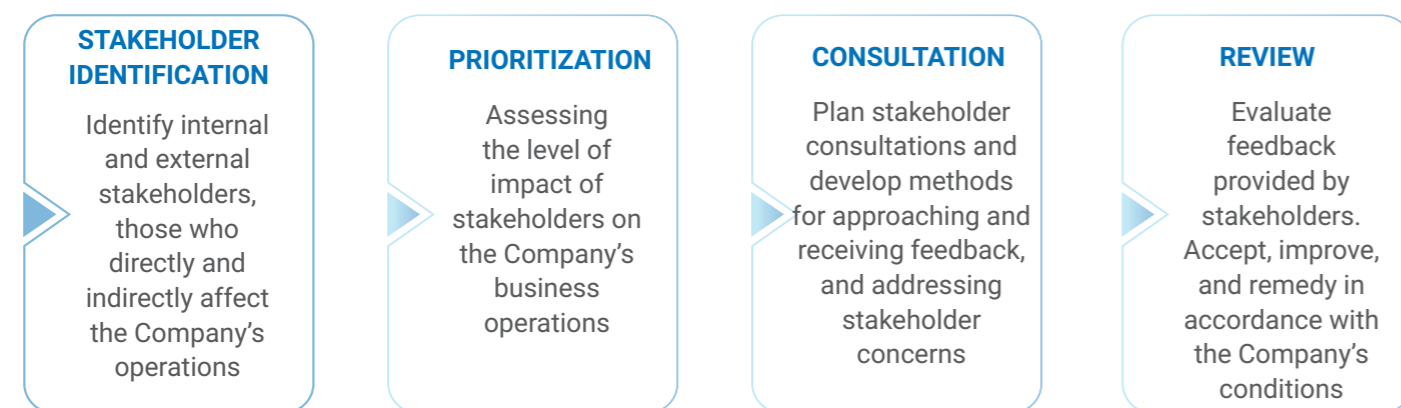 STAKEHOLDER
IDENTIFICATION
Identify internal
and external
stakeholders,
those who
directly and
indirectly affect
the Company’s
operations
PRIORITIZATION
Assessing
the level of
impact of
stakeholders on
the Company’s
business
operations
CONSULTATION
Plan stakeholder
consultations and
develop methods
for approaching and
receiving feedback,
and addressing
stakeholder
concerns
REVIEW
Evaluate
feedback
provided by
stakeholders.
Accept, improve,
and remedy in
accordance with
the Company’s
conditions